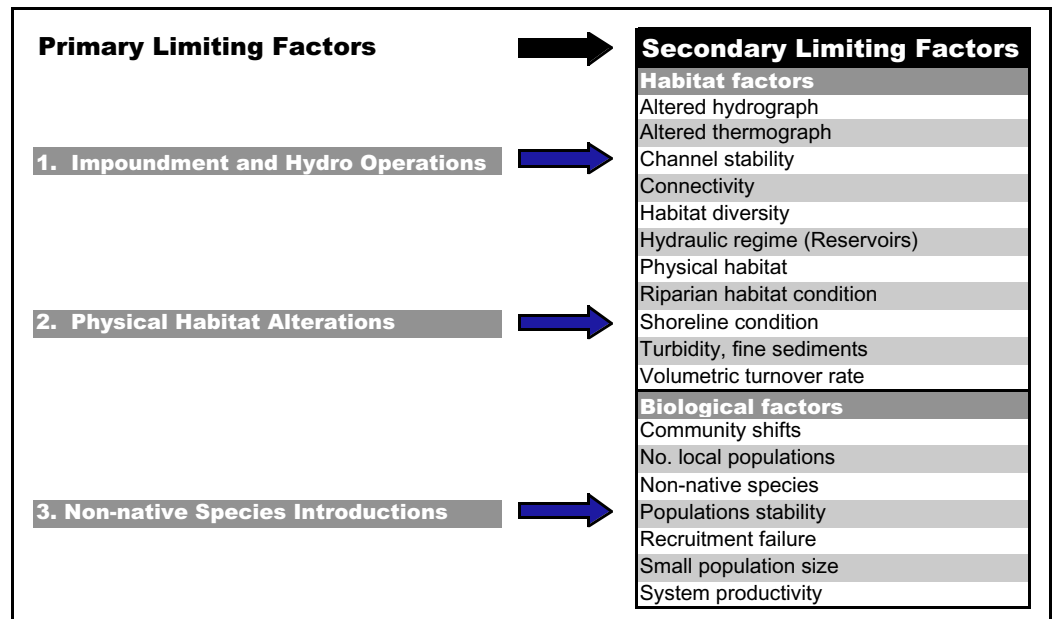 Primary Limiting Factors
1. Impoundment and Hydro Operations
2. Physical Habitat Alterations
3. Non-native Species Introductions
Secondary Limiting Factors
Habitat factors
Altered hydrograph
Altered thermograph
Channel stability
Connectivity
Habitat diversity
Hydraulic regime (Reservoirs)
Physical habitat
Riparian habitat condition
Shoreline condition
Turbidity, fine sediments
Volumetric turnover rate
Biological factors
Community shifts
No. local populations
Non-native species
Populations stability
Recruitment failure
Small population size
System productivity